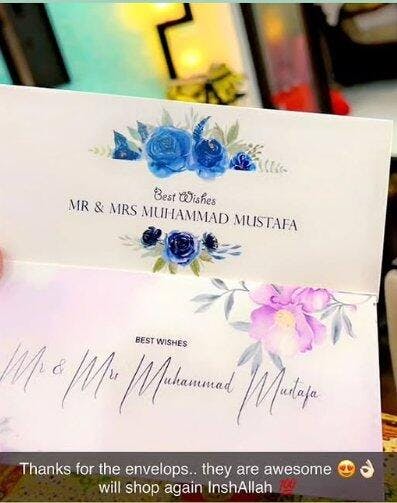 Best Wishes
MR & MRS MUHAMMAD MUSTAFA
BEST WISHES
Mr & Mrs Muhammad Mustafa
Thanks for the envelops.. they are awesome 😍👌🏻
will shop again InshAllah 💯